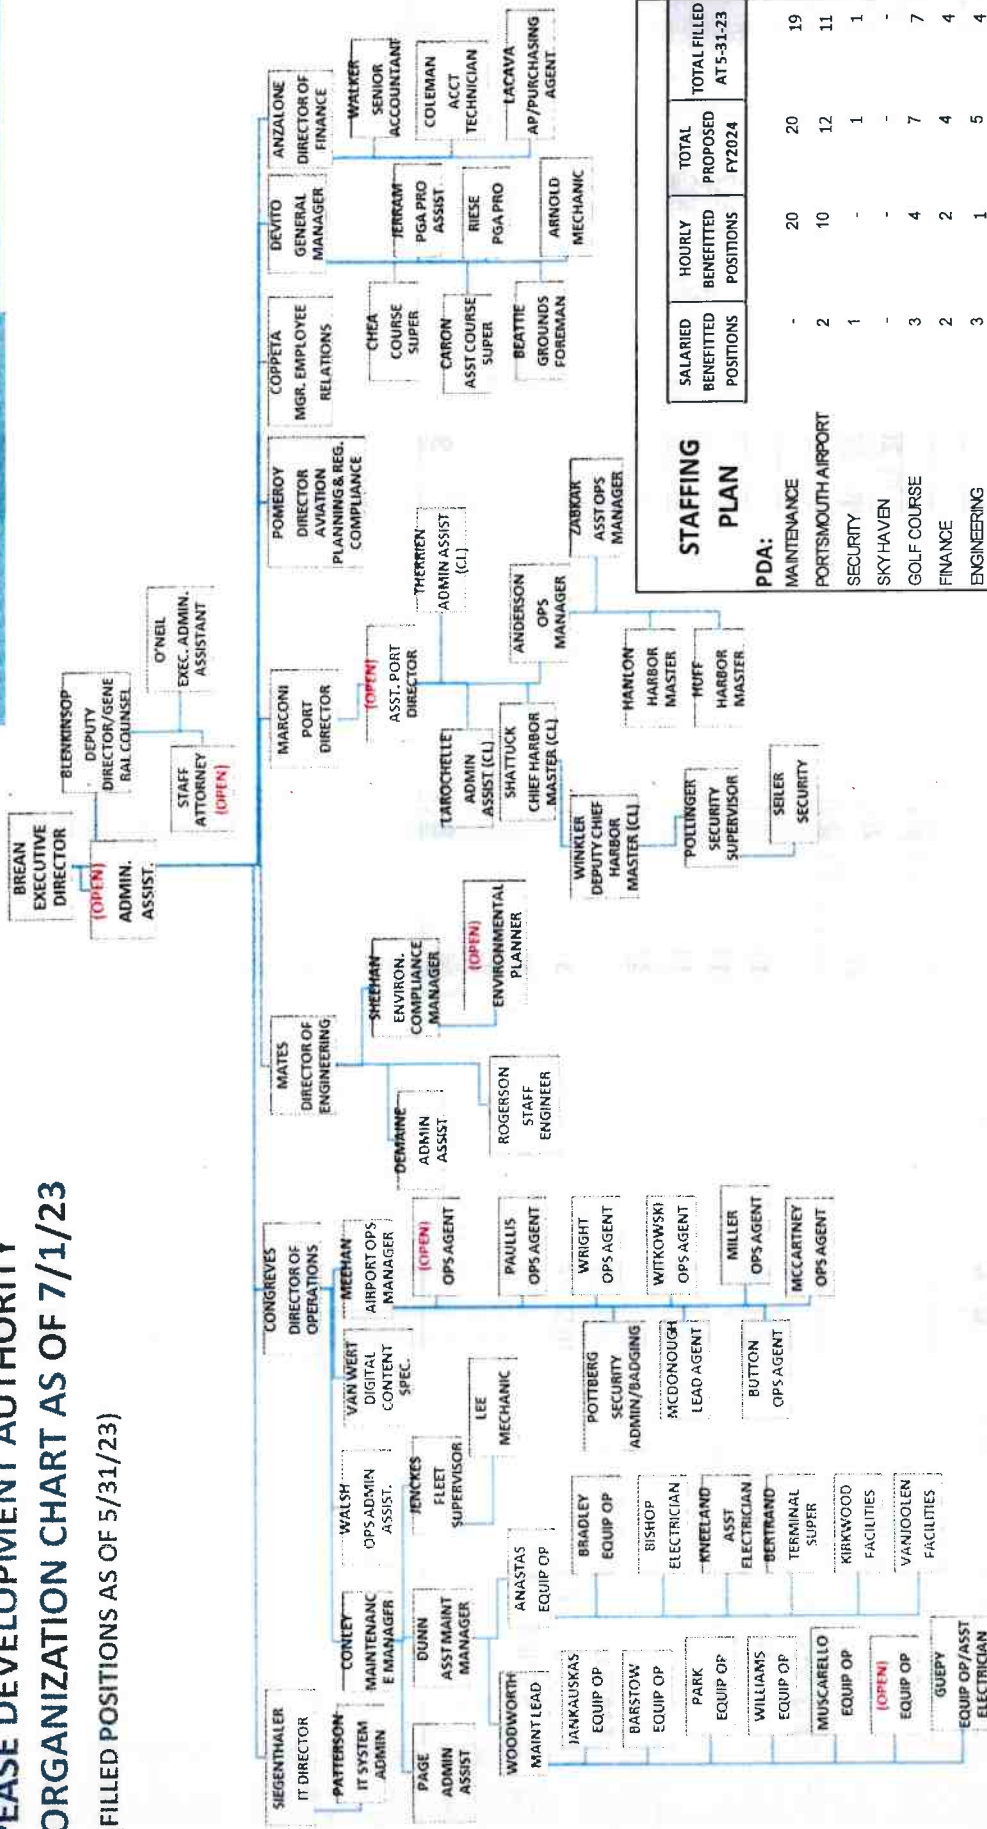 EASE DEVELOPMENT AUTHORITY
ORGANIZATION CHART AS OF 7/1/23
FILLED POSITIONS AS OF 5/31/23)
BREAN
EXECUTIVE
DIRECTOR
(OPEN)
ADMIN.
ASSIST.
BLENKINSOP
DEPUTY
DIRECTOR/GENE
RAL COUNSEL
STAFF
ATTORNEY
(OPEN)
O'NEIL
EXEC. ADMIN.
ASSISTANT
SIEGENTHALER
IT DIRECTOR
PATTERSON
IT SYSTEM
ADMIN
CONGREVES
DIRECTOR OF
OPERATIONS
CONLEY
MAINTENANC
E MANAGER
WALSH
OPS ADMIN
ASSIST.
VAN WERT
DIGITAL
CONTENT
SPEC.
MEEHAN
AIRPORT OPS
MANAGER
PAGE
ADMIN
ASSIST
DUNN
ASST MAINT
MANAGER
JENCKES
FLEET
SUPERVISOR
LEE
MECHANIC
WOODWORTH
MAINT LEAD
ANASTAS
EQUIP OP
JANKAUSKAS
EQUIP OP
BARSTOW
EQUIP OP
PARK
EQUIP OP
WILLIAMS
EQUIP OP
MUSCARELLO
EQUIP OP
(OPEN)
EQUIP OP
GUEPY
EQUIP OP/ASST
ELECTRICIAN
BRADLEY
EQUIP OP
BISHOP
ELECTRICIAN
KNEELAND
ASST
ELECTRICIAN
BERTRAND
TERMINAL
SUPER
KIRKWOOD
FACILITIES
VANJOOLEN
FACILITIES
POTTBERG
SECURITY
ADMIN/BADGING
MCDONOUGH
LEAD AGENT
BUTTON
OPS AGENT
(OPEN)
OPS AGENT
PAULLIS
OPS AGENT
WRIGHT
OPS AGENT
WITKOWSKI
OPS AGENT
MILLER
OPS AGENT
MCCARTNEY
OPS AGENT
MATES
DIRECTOR OF
ENGINEERING
DEMAINE
ADMIN
ASSIST
SHEEHAN
ENVIRON.
COMPLIANCE
MANAGER
ROGERSON
STAFF
ENGINEER
(OPEN)
ENVIRONMENTAL
PLANNER
MARCONI
PORT
DIRECTOR
(OPEN)
ASST. PORT
DIRECTOR
LAROCHELLE
ADMIN
ASSIST (CL)
THERRIEN
ADMIN ASSIST
(CL)
SHATTUCK
CHIEF HARBOR
MASTER (CL)
ANDERSON
OPS
MANAGER
WINKLER
DEPUTY CHIEF
HARBOR
MASTER (CL)
ZABKAR
ASST OPS
MANAGER
HANLON
HARBOR
MASTER
HUFF
HARBOR
MASTER
POLLINGER
SECURITY
SUPERVISOR
SEILER
SECURITY
POMEROY
DIRECTOR
AVIATION
PLANNING & REG.
COMPLIANCE
COPPETA
MGR. EMPLOYEE
RELATIONS
DEVITO
GENERAL
MANAGER
CHEA
COURSE
SUPER
JERRAM
PGA PRO
ASSIST
CARON
ASST COURSE
SUPER
RIESE
PGA PRO
BEATTIE
GROUNDS
FOREMAN
ARNOLD
MECHANIC
ANZALONE
DIRECTOR OF
FINANCE
WALKER
SENIOR
ACCOUNTANT
COLEMAN
ACCT
TECHNICIAN
LACAVA
AP/PURCHASING
AGENT
STAFFING PLAN | SALARIED BENEFITTED POSITIONS | HOURLY BENEFITTED POSITIONS | TOTAL PROPOSED FY2024 | TOTAL FILLED AT 5-31-23
PDA:
MAINTENANCE - 20 20 19
PORTSMOUTH AIRPORT 2 10 12 11
SECURITY 1 - 1 1
SKYHAVEN - - - -
GOLF COURSE 3 4 7 7
FINANCE 2 2 4 4
ENGINEERING 3 1 5 4